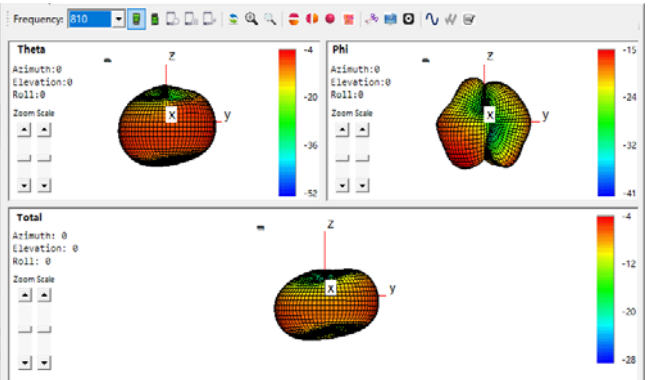 Frequency: 810
Theta
Azimuth:0
Elevation:0
Roll:0
Zoom Scale
z
x
y
-4
-20
-36
-52
Phi
Azimuth:0
Elevation:0
Roll:0
Zoom Scale
z
x
y
-15
-24
-32
-41
Total
Azimuth: 0
Elevation: 0
Roll: 0
Zoom Scale
z
x
y
-4
-12
-20
-28